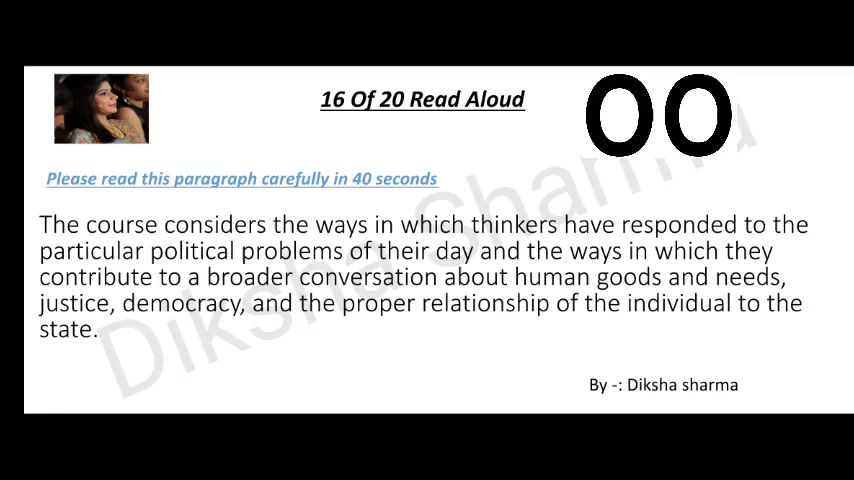 16 Of 20 Read Aloud
00
Please read this paragraph carefully in 40 seconds
The course considers the ways in which thinkers have responded to the
particular political problems of their day and the ways in which they
contribute to a broader conversation about human goods and needs,
justice, democracy, and the proper relationship of the individual to the
state.
By -: Diksha sharma
Diksha Sharma